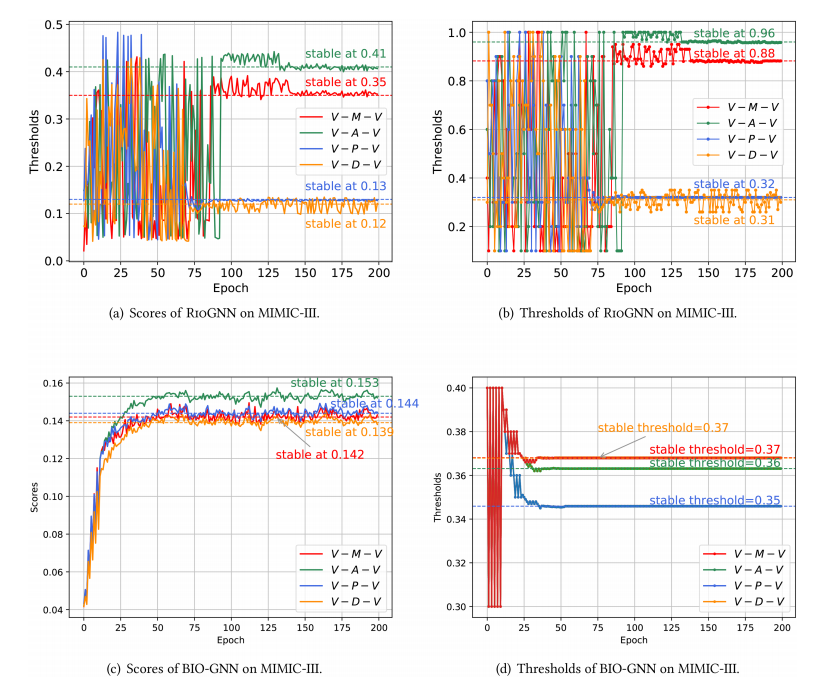 0.5
0.4
0.3
0.2
0.1
0.0
Thresholds
stable at 0.41
stable at 0.35
V − M − V
V − A − V
V − P − V
V − D − V
stable at 0.13
stable at 0.12
0 25 50 75 100 125 150 175 200
Epoch
(a) Scores of RioGNN on MIMIC-III.
1.0
0.8
0.6
0.4
0.2
Thresholds
stable at 0.96
stable at 0.88
V − M − V
V − A − V
V − P − V
V − D − V
stable at 0.32
stable at 0.31
0 25 50 75 100 125 150 175 200
Epoch
(b) Thresholds of RioGNN on MIMIC-III.
0.16
0.14
0.12
0.10
0.08
0.06
0.04
Scores
stable at 0.153
stable at 0.144
stable at 0.139
stable at 0.142
V − M − V
V − A − V
V − P − V
V − D − V
0 25 50 75 100 125 150 175 200
Epoch
(c) Scores of BIO-GNN on MIMIC-III.
0.40
0.38
0.36
0.34
0.32
0.30
Thresholds
stable threshold=0.37
stable threshold=0.37
stable threshold=0.36
stable threshold=0.35
V − M − V
V − A − V
V − P − V
V − D − V
0 25 50 75 100 125 150 175 200
Epoch
(d) Thresholds of BIO-GNN on MIMIC-III.